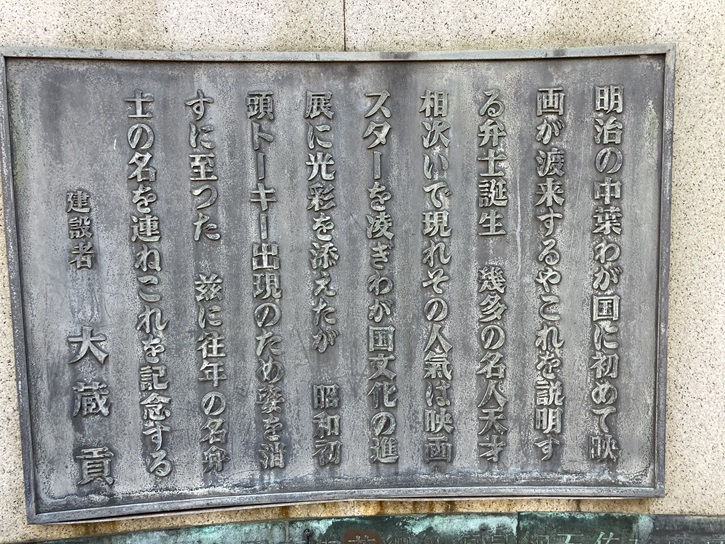 明治の中葉わが国に初めて映
画が渡来するやこれを説明す
る弁士誕生　幾多の名人天才
相次いで現れその人氣は映画
スターを凌ぎわが国文化の進
展に光彩を添えたが　昭和初
頭トーキー出現のため姿を消
すに至つた　茲に往年の名弁
士の名を連ねこれを記念する
建設者　大蔵貢